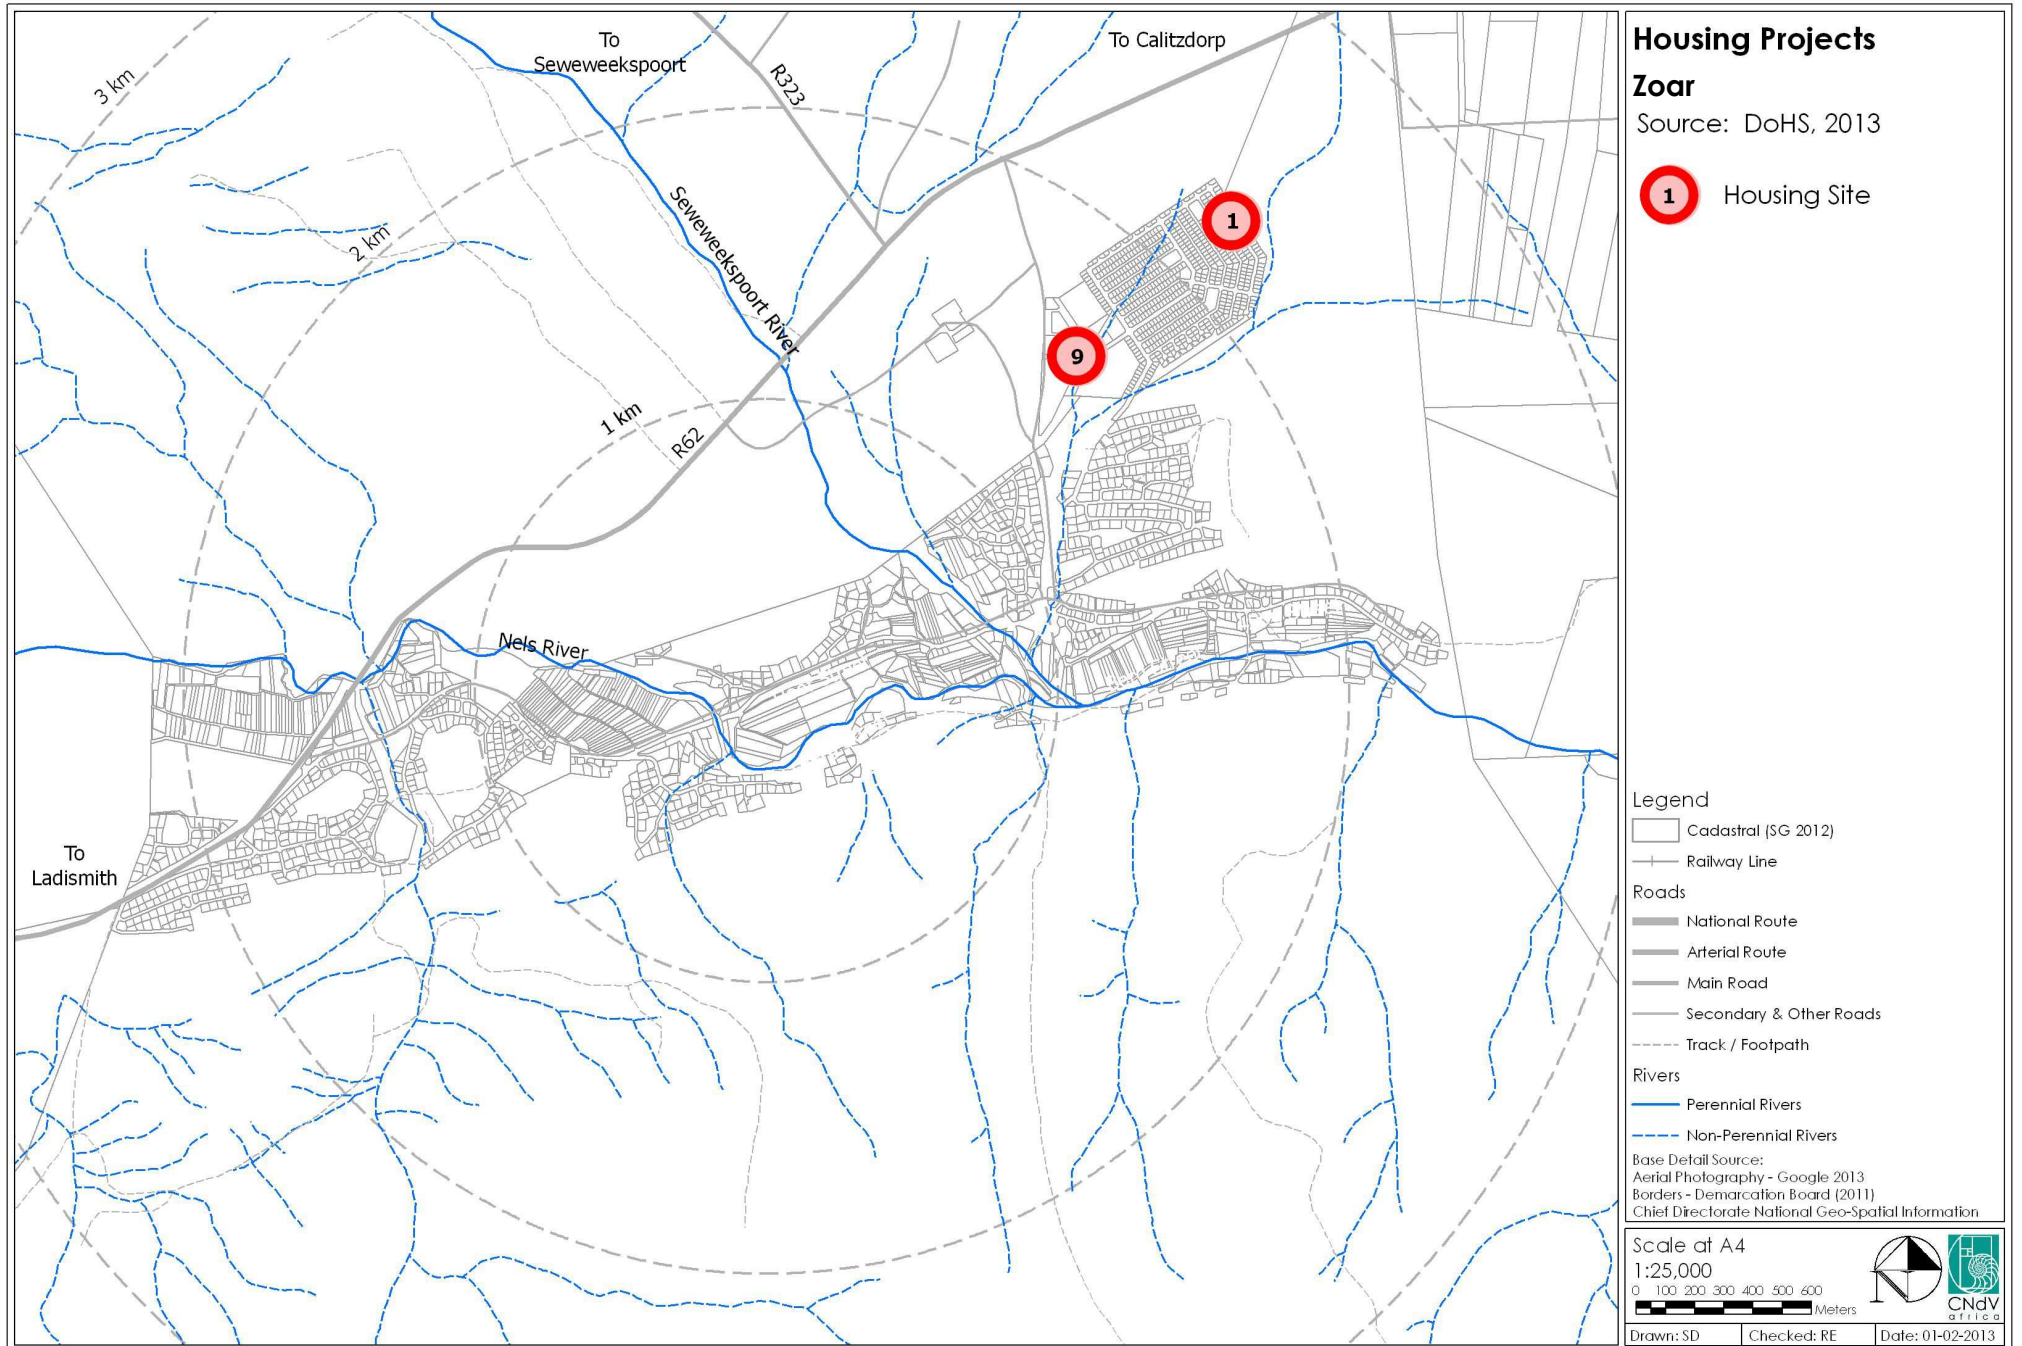 To
Seweweekspoort
To Calitzdorp
R323
3 km
2 km
Seweweekspoort River
1 km
R62
1
9
Nels River
To
Ladismith
Housing Projects
Zoar
Source: DoHS, 2013
1 Housing Site
Legend
Cadastral (SG 2012)
Railway Line
Roads
National Route
Arterial Route
Main Road
Secondary & Other Roads
Track / Footpath
Rivers
Perennial Rivers
Non-Perennial Rivers
Base Detail Source:
Aerial Photography - Google 2013
Borders - Demarcation Board (2011)
Chief Directorate National Geo-Spatial Information
Scale at A4
1:25,000
0 100 200 300 400 500 600
Meters
CNdV
africa
Drawn: SD Checked: RE Date: 01-02-2013